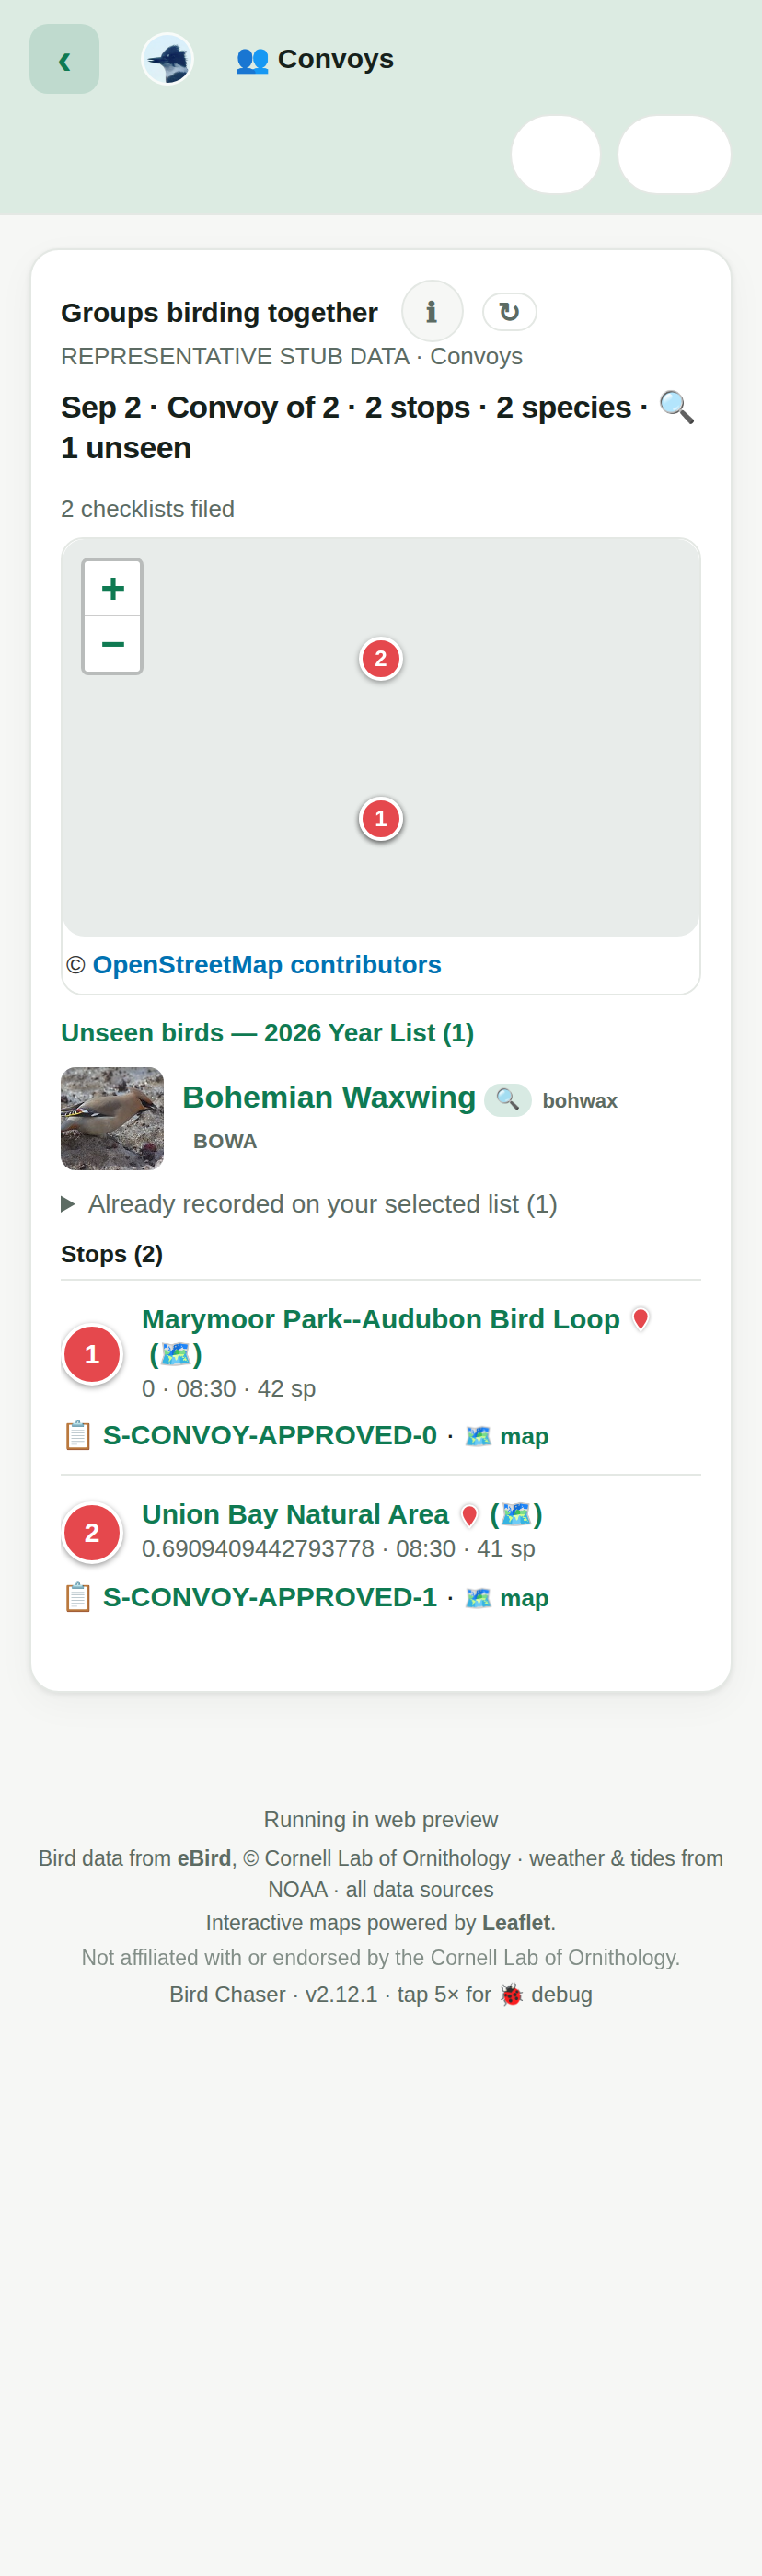 ‹ 👥 Convoys
Groups birding together ℹ ↻
REPRESENTATIVE STUB DATA · Convoys
Sep 2 · Convoy of 2 · 2 stops · 2 species · 🔍
1 unseen
2 checklists filed
+
−
2
1
© OpenStreetMap contributors
Unseen birds — 2026 Year List (1)
Bohemian Waxwing 🔍 bohwax
BOWA
▶ Already recorded on your selected list (1)
Stops (2)
Marymoor Park--Audubon Bird Loop 📍
1 (🗺️)
0 · 08:30 · 42 sp
📋 S-CONVOY-APPROVED-0 · 🗺️ map
2 Union Bay Natural Area 📍 (🗺️)
0.6909409442793778 · 08:30 · 41 sp
📋 S-CONVOY-APPROVED-1 · 🗺️ map
Running in web preview
Bird data from eBird, © Cornell Lab of Ornithology · weather & tides from
NOAA · all data sources
Interactive maps powered by Leaflet.
Not affiliated with or endorsed by the Cornell Lab of Ornithology.
Bird Chaser · v2.12.1 · tap 5× for 🐞 debug